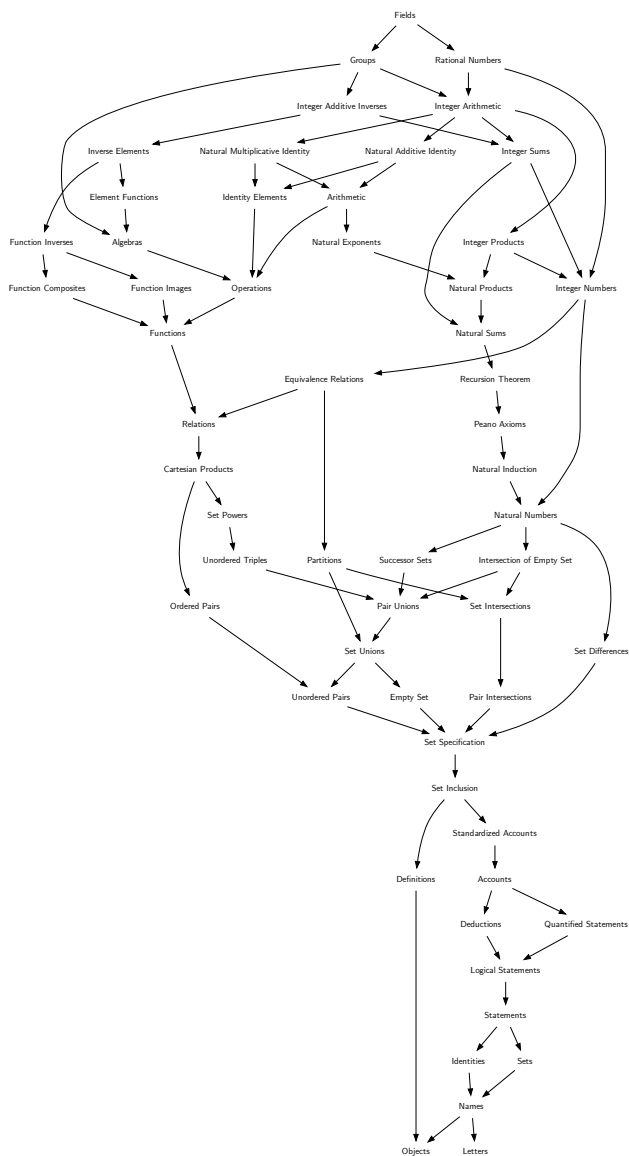 Fields
Groups
Rational Numbers
Integer Additive Inverses
Integer Arithmetic
Inverse Elements
Natural Multiplicative Identity
Natural Additive Identity
Integer Sums
Element Functions
Identity Elements
Arithmetic
Function Inverses
Algebras
Natural Exponents
Integer Products
Function Composites
Function Images
Operations
Natural Products
Integer Numbers
Functions
Natural Sums
Equivalence Relations
Recursion Theorem
Relations
Peano Axioms
Cartesian Products
Natural Induction
Set Powers
Natural Numbers
Unordered Triples
Partitions
Successor Sets
Intersection of Empty Set
Ordered Pairs
Pair Unions
Set Intersections
Set Unions
Set Differences
Unordered Pairs
Empty Set
Pair Intersections
Set Specification
Set Inclusion
Standardized Accounts
Definitions
Accounts
Deductions
Quantified Statements
Logical Statements
Statements
Identities
Sets
Names
Objects
Letters